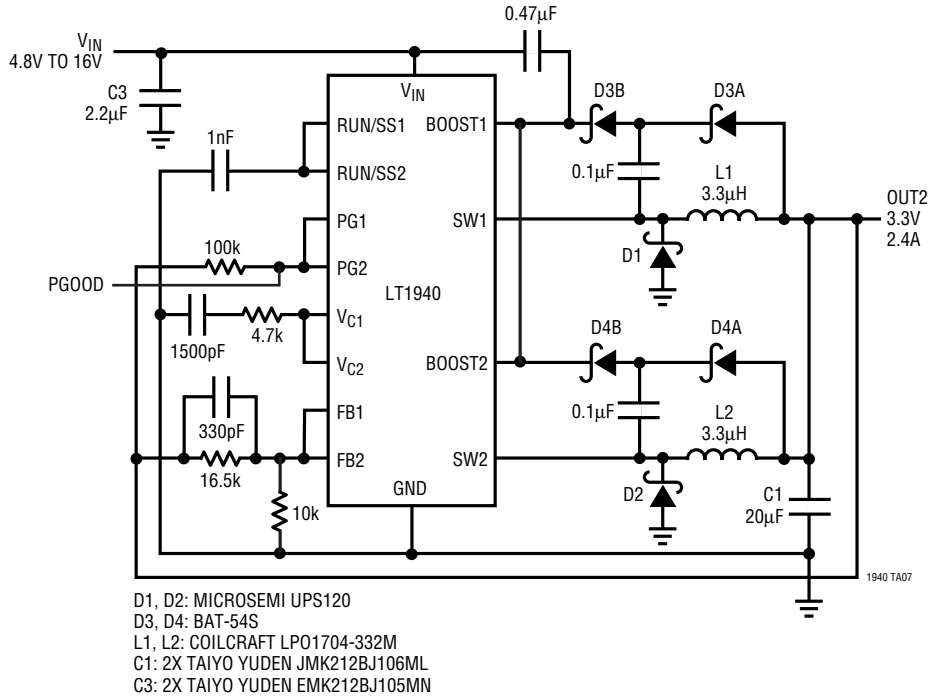 0.47µF
VIN
4.8V TO 16V
C3
2.2µF
VIN
D3B
D3A
RUN/SS1
BOOST1
1nF
0.1µF
L1
3.3µH
RUN/SS2
OUT2
3.3V
2.4A
PG1
SW1
100k
D1
PG2
PGOOD
LT1940
VC1
4.7k
1500pF
D4B
D4A
VC2
BOOST2
330pF
FB1
0.1µF
L2
3.3µH
16.5k
FB2
SW2
GND
D2
C1
20µF
10k
1940 TA07
D1, D2: MICROSEMI UPS120
D3, D4: BAT-54S
L1, L2: COILCRAFT LPO1704-332M
C1: 2X TAIYO YUDEN JMK212BJ106ML
C3: 2X TAIYO YUDEN EMK212BJ105MN